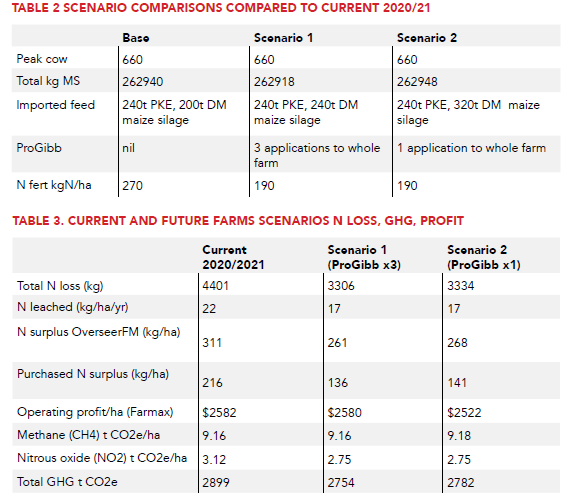 TABLE 2 SCENARIO COMPARISONS COMPARED TO CURRENT 2020/21
Base Scenario 1 Scenario 2
Peak cow 660 660 660
Total kg MS 262940 262918 262948
Imported feed 240t PKE, 200t DM 240t PKE, 240t DM 240t PKE, 320t DM maize
maize silage maize silage silage
ProGibb nil 3 applications to whole 1 application to whole farm
farm
N fert kgN/ha 270 190 190
TABLE 3. CURRENT AND FUTURE FARMS SCENARIOS N LOSS, GHG, PROFIT
Current Scenario 1 Scenario 2
2020/2021 (ProGibb x3) (ProGibb x1)
Total N loss (kg) 4401 3306 3334
N leached (kg/ha/yr) 22 17 17
N surplus OverseerFM (kg/ha)
311 261 268
Purchased N surplus (kg/ha)
216 136 141
Operating profit/ha (Farmax) $2582 $2580 $2522
Methane (CH4) t CO2e/ha 9.16 9.16 9.18
Nitrous oxide (NO2) t CO2e/ha 3.12 2.75 2.75
Total GHG t CO2e 2899 2754 2782